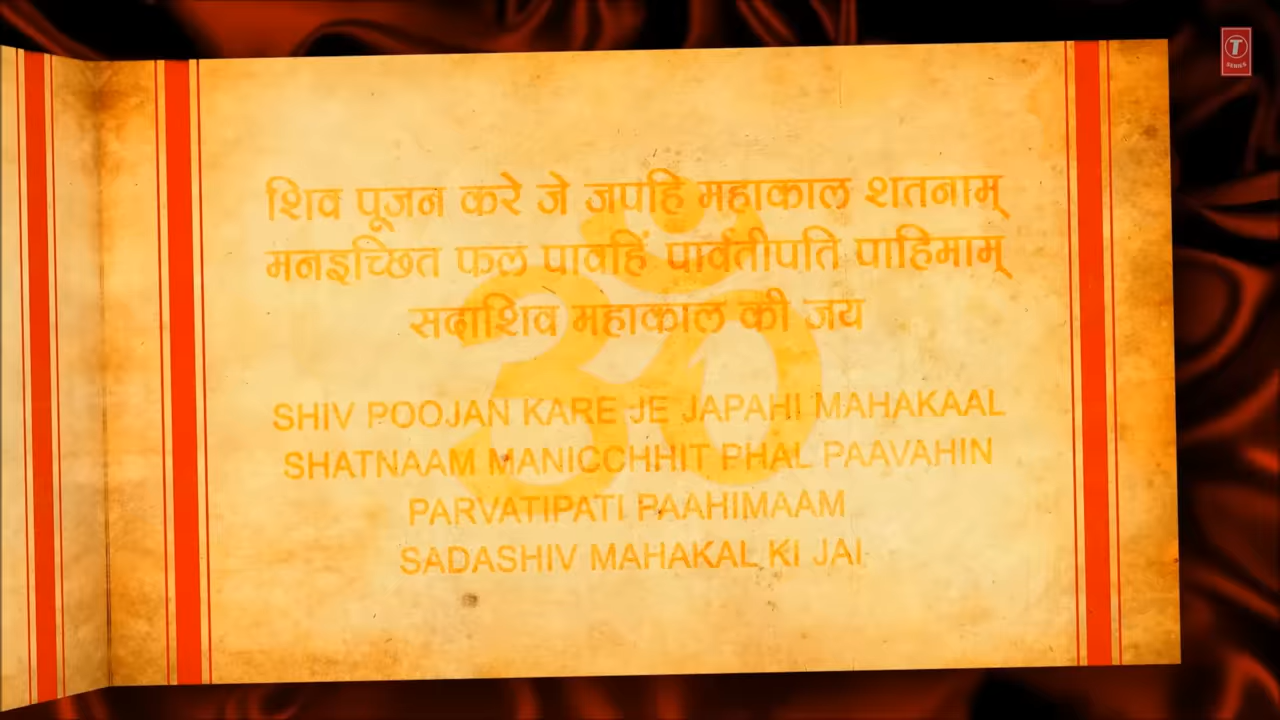 शिव पूजन करे जे जपहि महाकाल शतनाम्
मनइच्छित फल पावहिं पार्वतीपति पाहिमाम्
सदाशिव महाकाल की जय
SHIV POOJAN KARE JE JAPAHI MAHAKAAL
SHATNAAM MANICCHHIT PHAL PAAVAHIN
PARVATIPATI PAAHIMAAM
SADASHIV MAHAKAL KI JAI
ॐ
T
SERIES